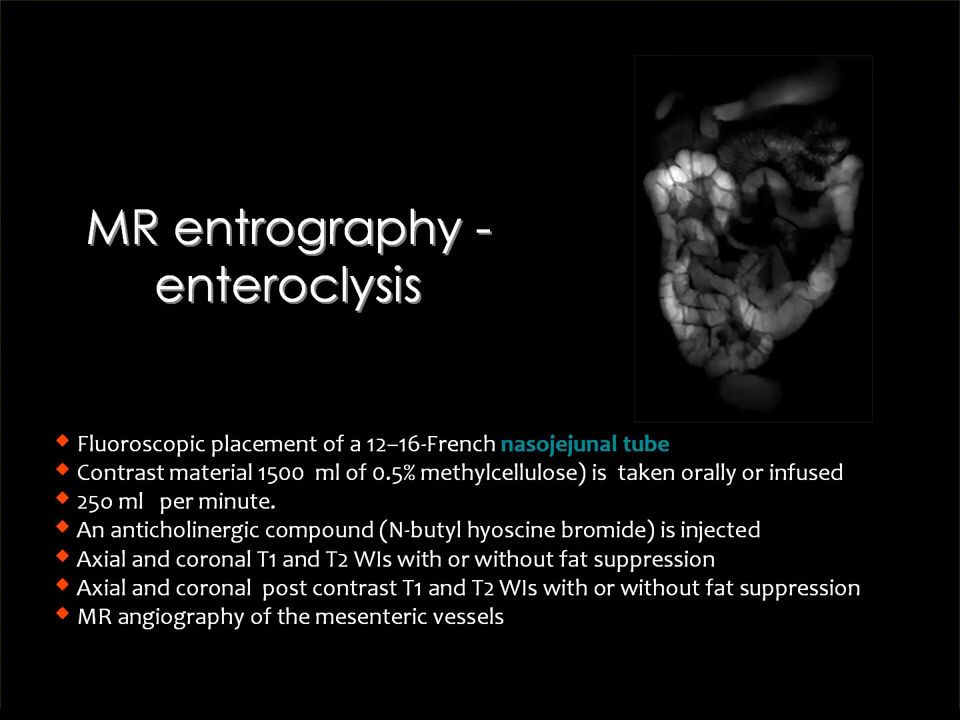 MR entrography -
enteroclysis
Fluoroscopic placement of a 12–16-French nasojejunal tube
Contrast material 1500 ml of 0.5% methylcellulose) is taken orally or infused
25o ml per minute.
An anticholinergic compound (N-butyl hyoscine bromide) is injected
Axial and coronal T1 and T2 WIs with or without fat suppression
Axial and coronal post contrast T1 and T2 WIs with or without fat suppression
MR angiography of the mesenteric vessels